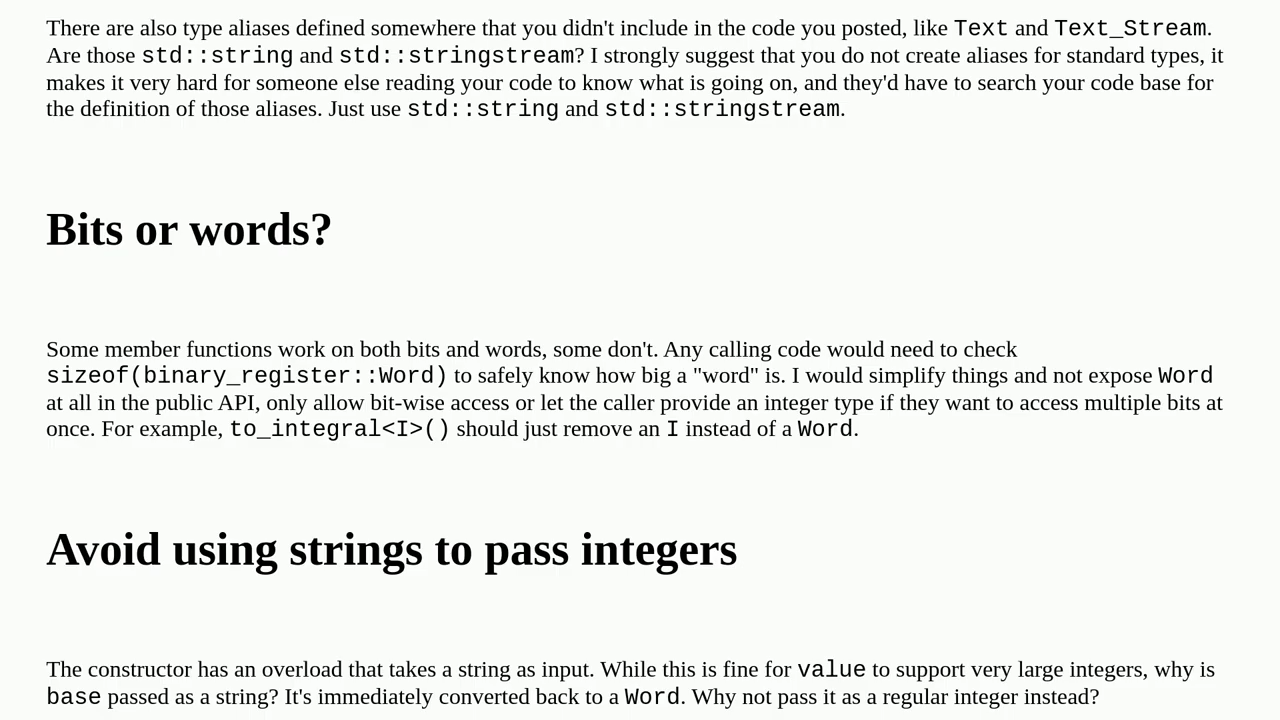 There are also type aliases defined somewhere that you didn't include in the code you posted, like Text and Text_Stream.
Are those std::string and std::stringstream? I strongly suggest that you do not create aliases for standard types, it
makes it very hard for someone else reading your code to know what is going on, and they'd have to search your code base for
the definition of those aliases. Just use std::string and std::stringstream.
Bits or words?
Some member functions work on both bits and words, some don't. Any calling code would need to check
sizeof(binary_register::Word) to safely know how big a "word" is. I would simplify things and not expose Word
at all in the public API, only allow bit-wise access or let the caller provide an integer type if they want to access multiple bits at
once. For example, to_integral<I>() should just remove an I instead of a Word.
Avoid using strings to pass integers
The constructor has an overload that takes a string as input. While this is fine for value to support very large integers, why is
base passed as a string? It's immediately converted back to a Word. Why not pass it as a regular integer instead?